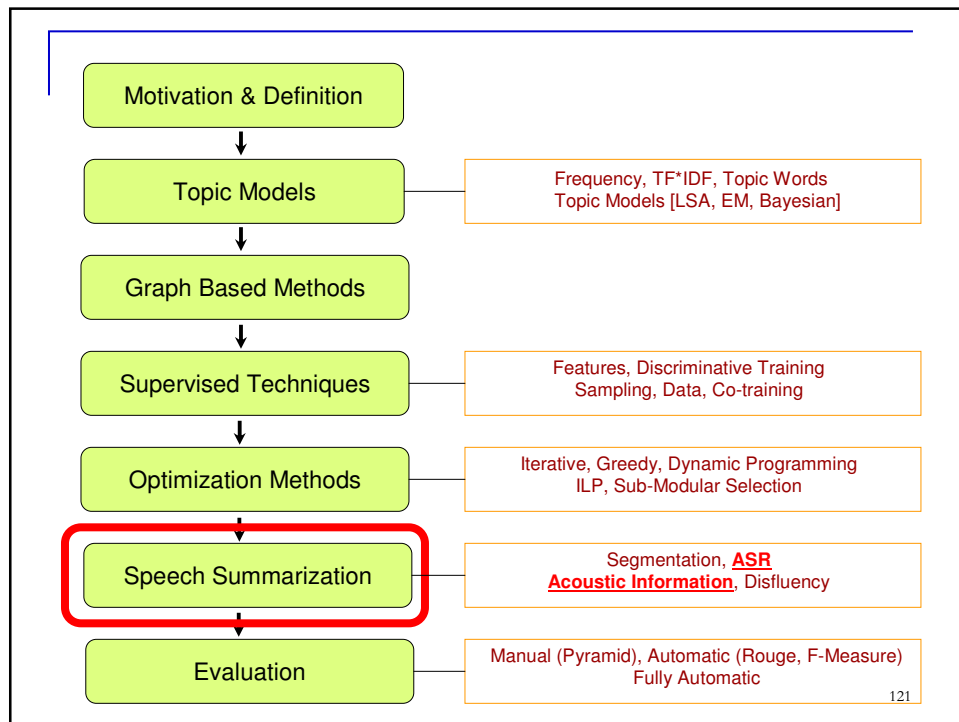 Motivation & Definition
Topic Models
Frequency, TF*IDF, Topic Words
Topic Models [LSA, EM, Bayesian]
Graph Based Methods
Supervised Techniques
Features, Discriminative Training
Sampling, Data, Co-training
Optimization Methods
Iterative, Greedy, Dynamic Programming
ILP, Sub-Modular Selection
Speech Summarization
Segmentation, ASR
Acoustic Information, Disfluency
Evaluation
Manual (Pyramid), Automatic (Rouge, F-Measure)
Fully Automatic
121